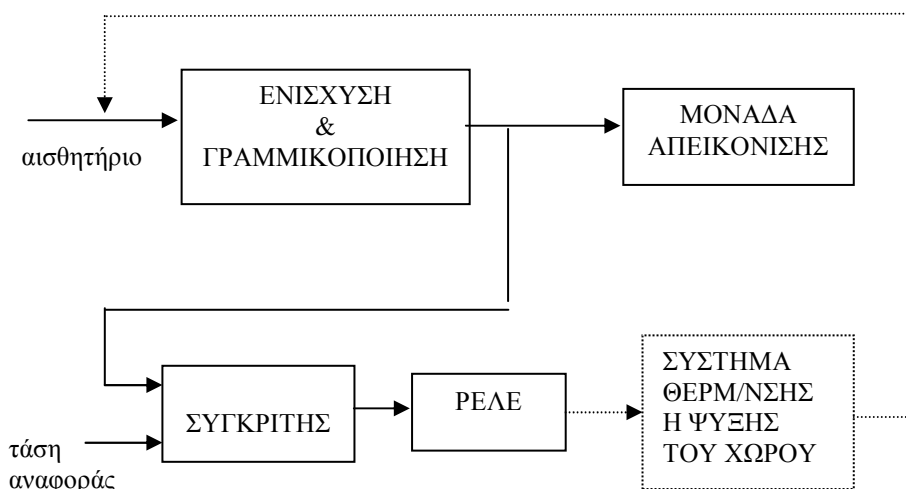 ΕΝΙΣΧΥΣΗ
&
ΓΡΑΜΜΙΚΟΠΟΙΗΣΗ
ΜΟΝΑΔΑ
ΑΠΕΙΚΟΝΙΣΗΣ
αισθητήριο
ΣΥΓΚΡΙΤΗΣ
ΡΕΛΕ
ΣΥΣΤΗΜΑ
ΘΕΡΜ/ΝΣΗΣ
Η ΨΥΞΗΣ
ΤΟΥ ΧΩΡΟΥ
τάση
αναφοράς